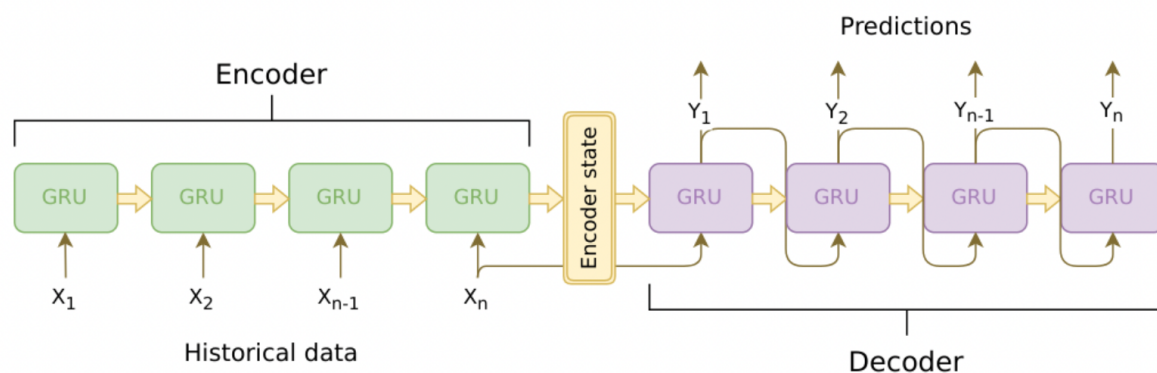 Predictions
Encoder
Y1 Y2 Yn-1 Yn
GRU GRU GRU GRU Encoder state GRU GRU GRU GRU
X1 X2 Xn-1 Xn
Historical data
Decoder